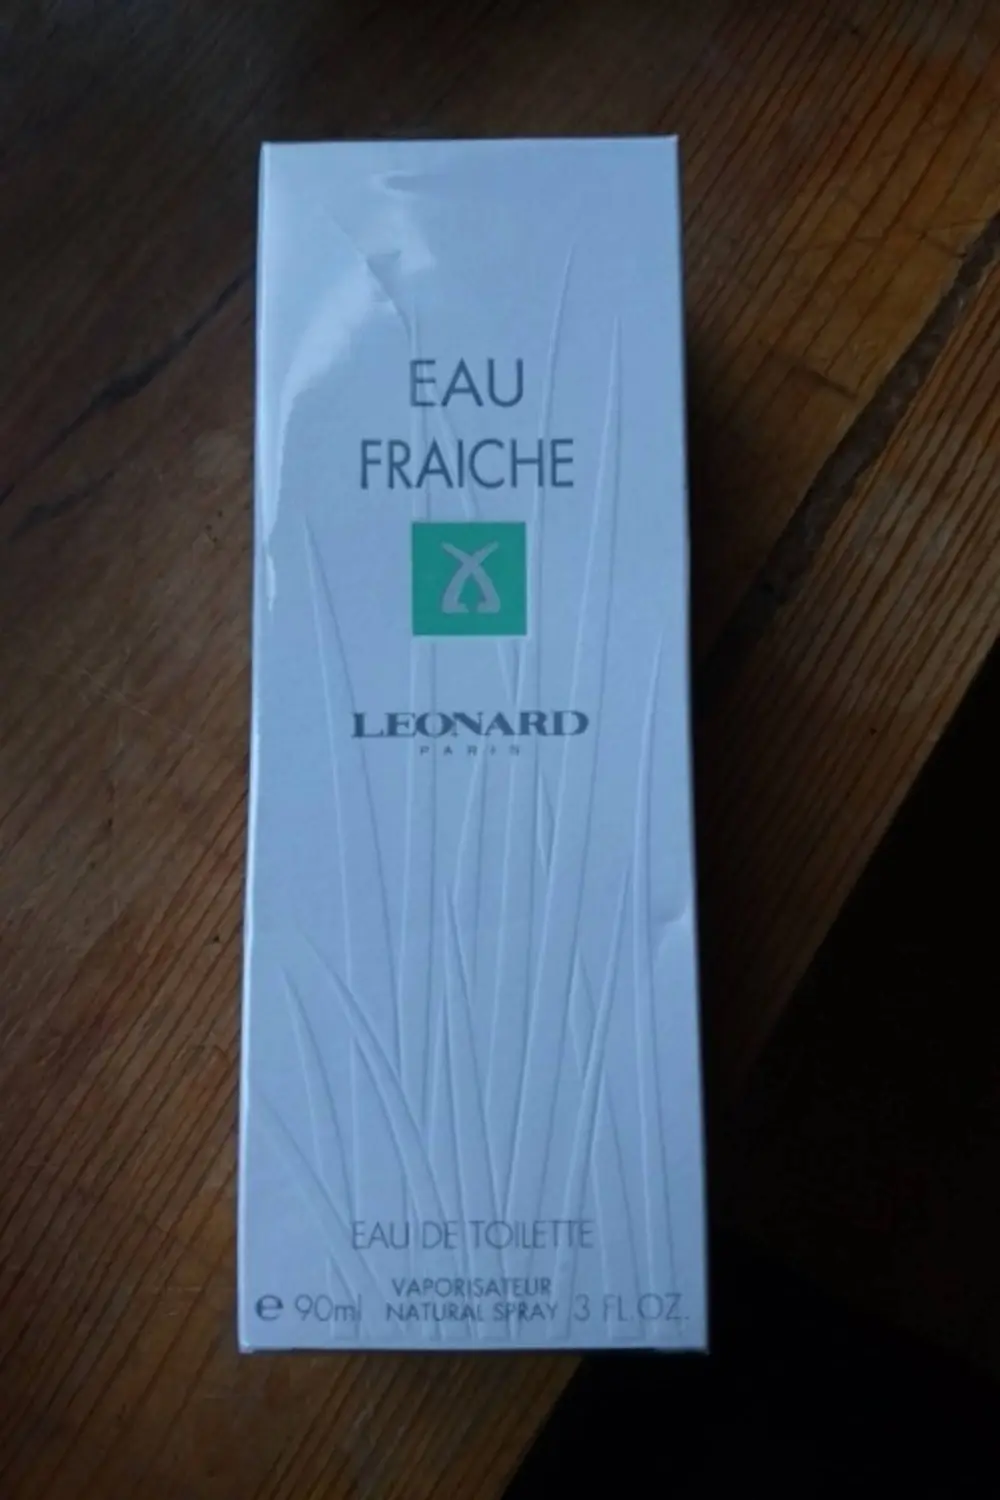 EAU
FRAICHE
LEONARD
PARIS
EAU DE TOILETTE
VAPORISATEUR
℮ 90ml NATURAL SPRAY 3 FL.OZ.